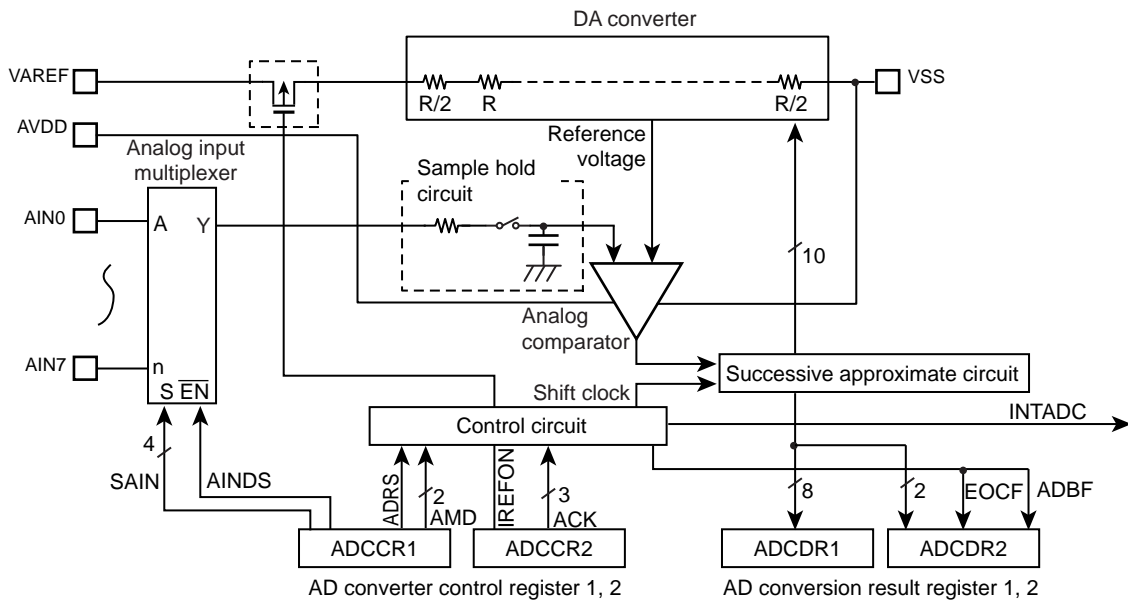 DA converter
VAREF
VSS
R/2
R
R/2
AVDD
Reference
voltage
Analog input
multiplexer
Sample hold
circuit
AIN0
A
Y
10
Analog
comparator
AIN7
n
S EN
Successive approximate circuit
Shift clock
INTADC
Control circuit
4
SAIN
AINDS
ADRS
2
AMD
IREFON
3
ACK
8
2
EOCF
ADBF
ADCCR1
ADCCR2
ADCDR1
ADCDR2
AD converter control register 1, 2
AD conversion result register 1, 2